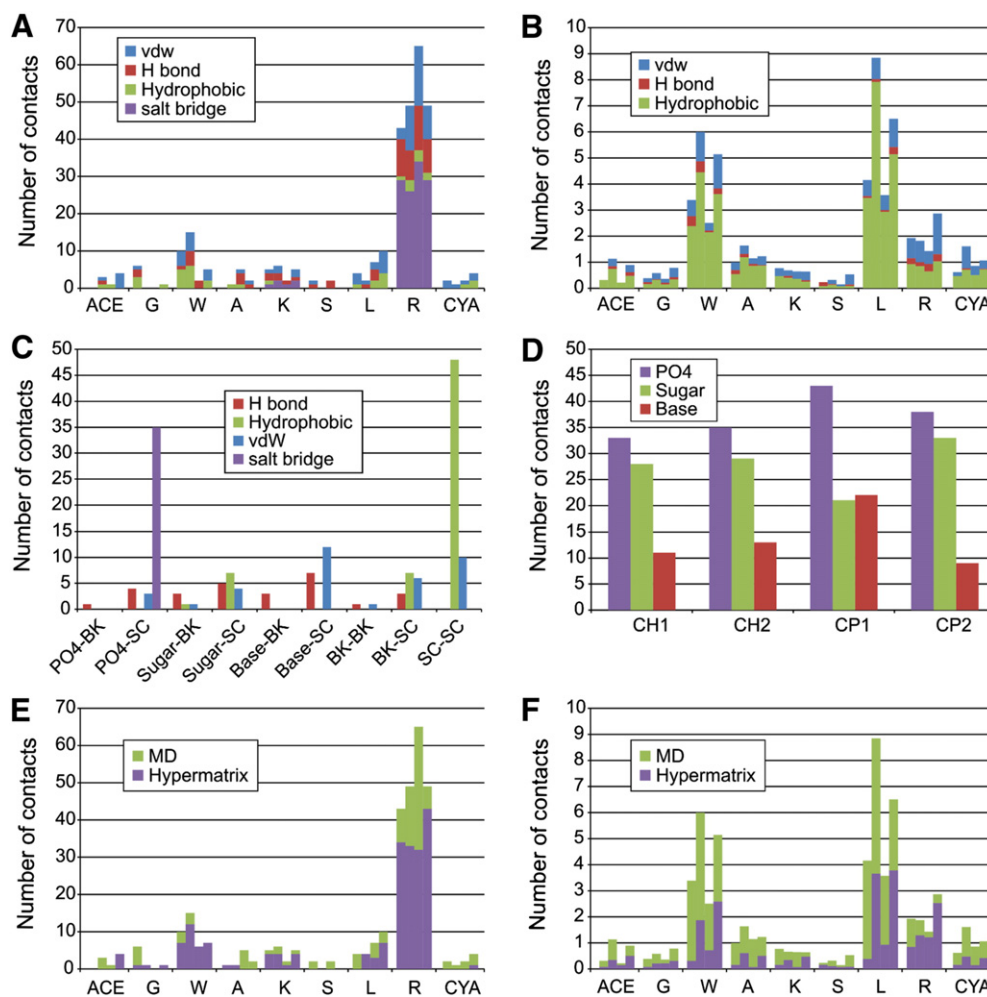 A
Number of contacts
70
60
50
40
30
20
10
0
vdw
H bond
Hydrophobic
salt bridge
ACE G W A K S L R CYA
B
Number of contacts
10
9
8
7
6
5
4
3
2
1
0
vdw
H bond
Hydrophobic
ACE G W A K S L R CYA
C
Number of contacts
50
45
40
35
30
25
20
15
10
5
0
H bond
Hydrophobic
vdW
salt bridge
PO4-BK
PO4-SC
Sugar-BK
Sugar-SC
Base-BK
Base-SC
BK-BK
BK-SC
SC-SC
D
Number of contacts
50
45
40
35
30
25
20
15
10
5
0
PO4
Sugar
Base
CH1 CH2 CP1 CP2
E
Number of contacts
70
60
50
40
30
20
10
0
MD
Hypermatrix
ACE G W A K S L R CYA
F
Number of contacts
10
9
8
7
6
5
4
3
2
1
0
MD
Hypermatrix
ACE G W A K S L R CYA